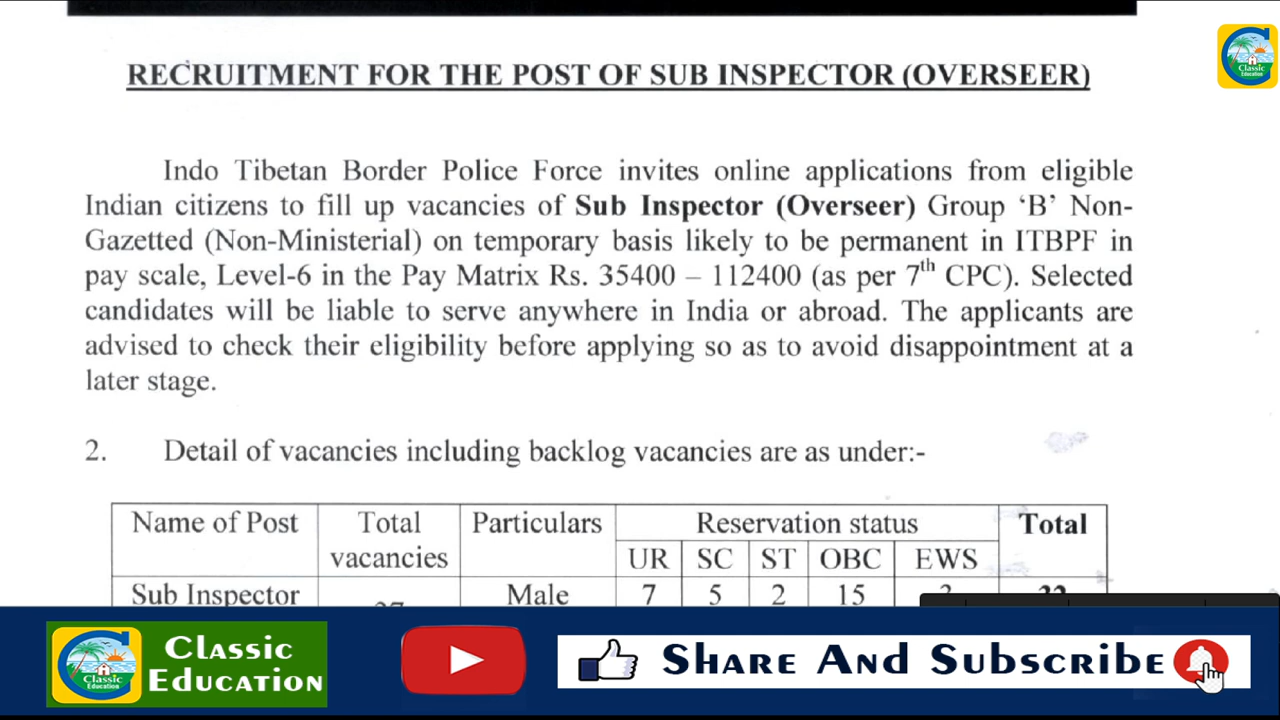 RECRUITMENT FOR THE POST OF SUB INSPECTOR (OVERSEER)
Classic
Education
Indo Tibetan Border Police Force invites online applications from eligible
Indian citizens to fill up vacancies of Sub Inspector (Overseer) Group ‘B’ Non-
Gazetted (Non-Ministerial) on temporary basis likely to be permanent in ITBPF in
pay scale, Level-6 in the Pay Matrix Rs. 35400 – 112400 (as per 7th CPC). Selected
candidates will be liable to serve anywhere in India or abroad. The applicants are
advised to check their eligibility before applying so as to avoid disappointment at a
later stage.
2. Detail of vacancies including backlog vacancies are as under:-
Name of Post Total Particulars Reservation status Total
vacancies UR SC ST OBC EWS
Sub Inspector Male 7 5 2 15
Classic
Education
Classic
Education
Share And Subscribe